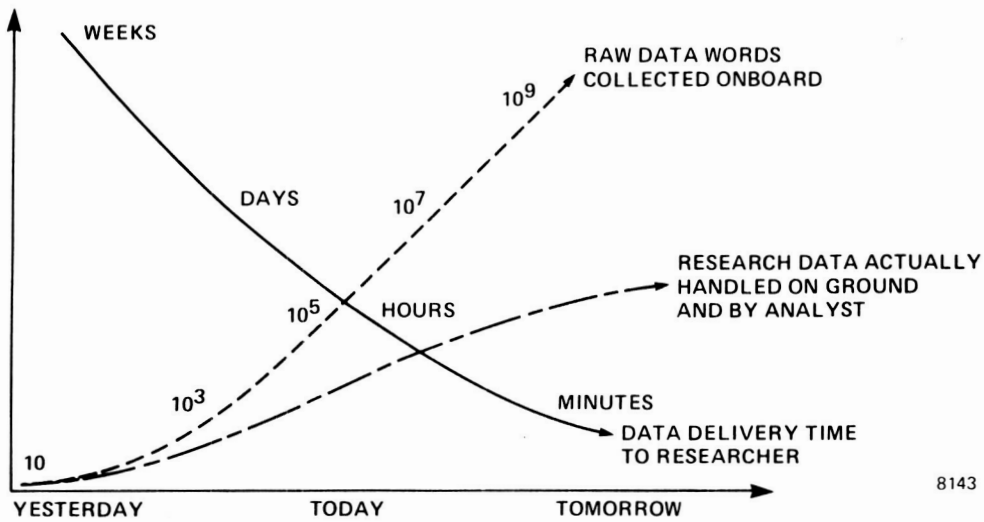 WEEKS
RAW DATA WORDS
COLLECTED ONBOARD
10⁹
DAYS
10⁷
RESEARCH DATA ACTUALLY
HANDLED ON GROUND
AND BY ANALYST
10⁵
HOURS
10³
MINUTES
DATA DELIVERY TIME
TO RESEARCHER
10
8143
YESTERDAY
TODAY
TOMORROW